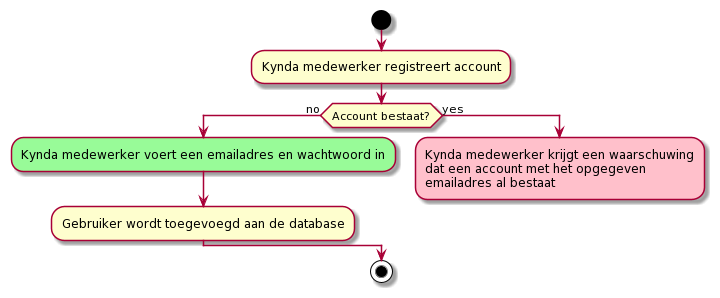 Kynda medewerker registreert account
Account bestaat?
no
yes
Kynda medewerker voert een emailadres en wachtwoord in
Kynda medewerker krijgt een waarschuwing
dat een account met het opgegeven
emailadres al bestaat
Gebruiker wordt toegevoegd aan de database